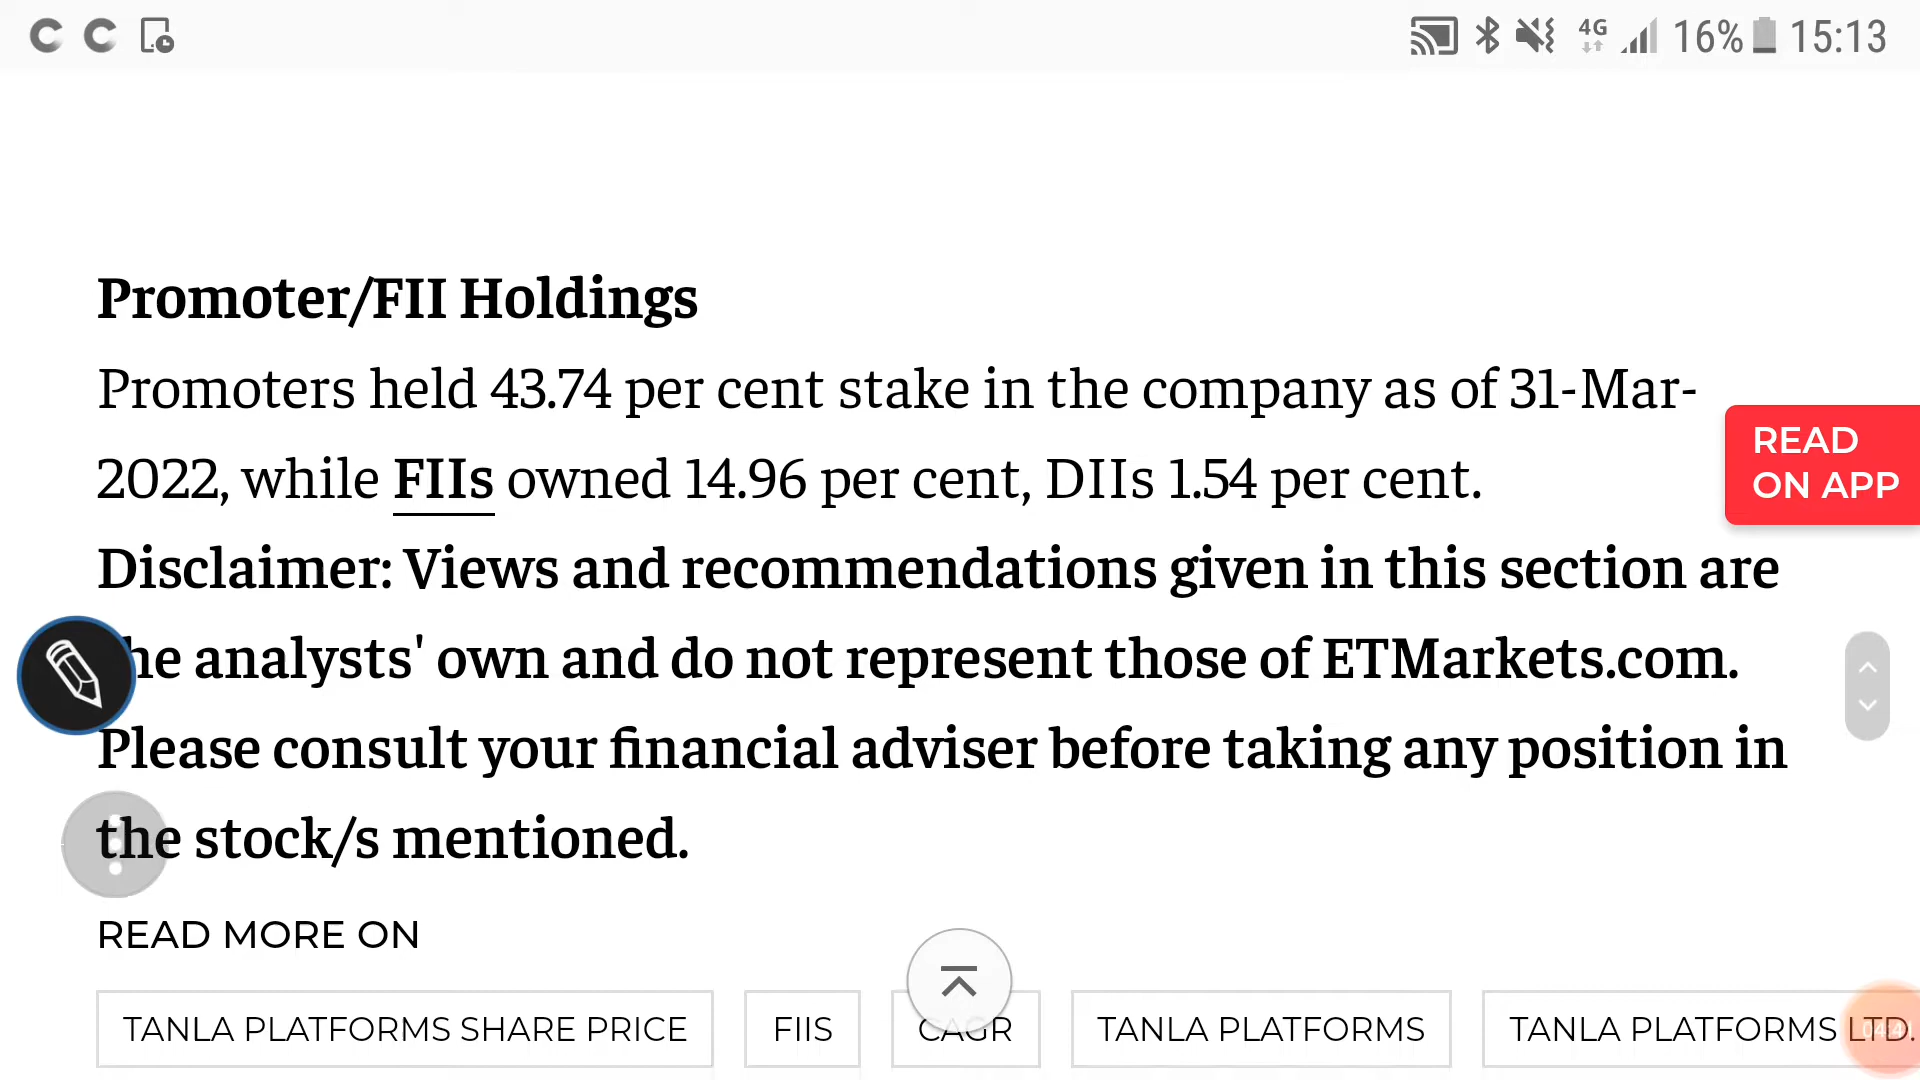 4G 16% 15:13
Promoter/FII Holdings
Promoters held 43.74 per cent stake in the company as of 31-Mar-
2022, while FIIs owned 14.96 per cent, DIIs 1.54 per cent.
READ
ON APP
Disclaimer: Views and recommendations given in this section are
the analysts' own and do not represent those of ETMarkets.com.
Please consult your financial adviser before taking any position in
the stock/s mentioned.
READ MORE ON
TANLA PLATFORMS SHARE PRICE FIIS CAGR TANLA PLATFORMS TANLA PLATFORMS LTD.